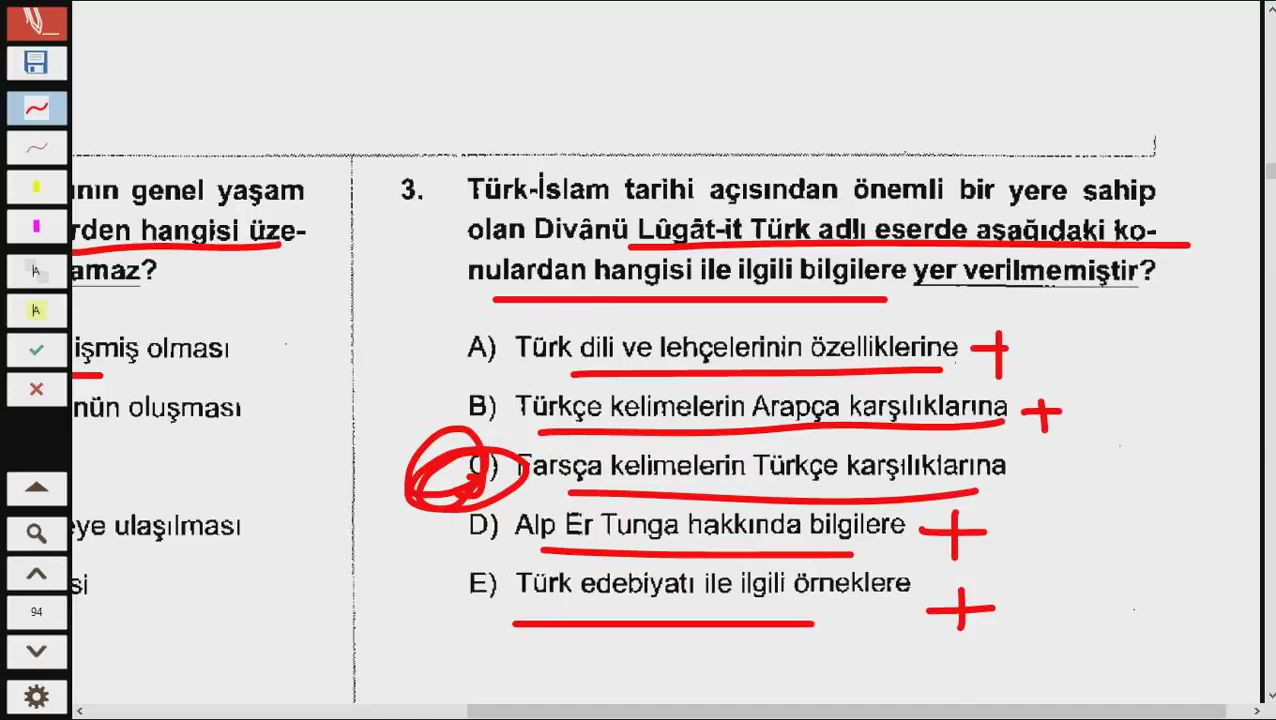 ının genel yaşam
rden hangisi üze-
amaz?
işmiş olması
nün oluşması
ye ulaşılması
si
3. Türk-İslam tarihi açısından önemli bir yere sahip
olan Divânü Lûgât-it Türk adlı eserde aşağıdaki ko-
nulardan hangisi ile ilgili bilgilere yer verilmemiştir?
A) Türk dili ve lehçelerinin özelliklerine
B) Türkçe kelimelerin Arapça karşılıklarına
C) Farsça kelimelerin Türkçe karşılıklarına
D) Alp Er Tunga hakkında bilgilere
E) Türk edebiyatı ile ilgili örneklere
A
A
94